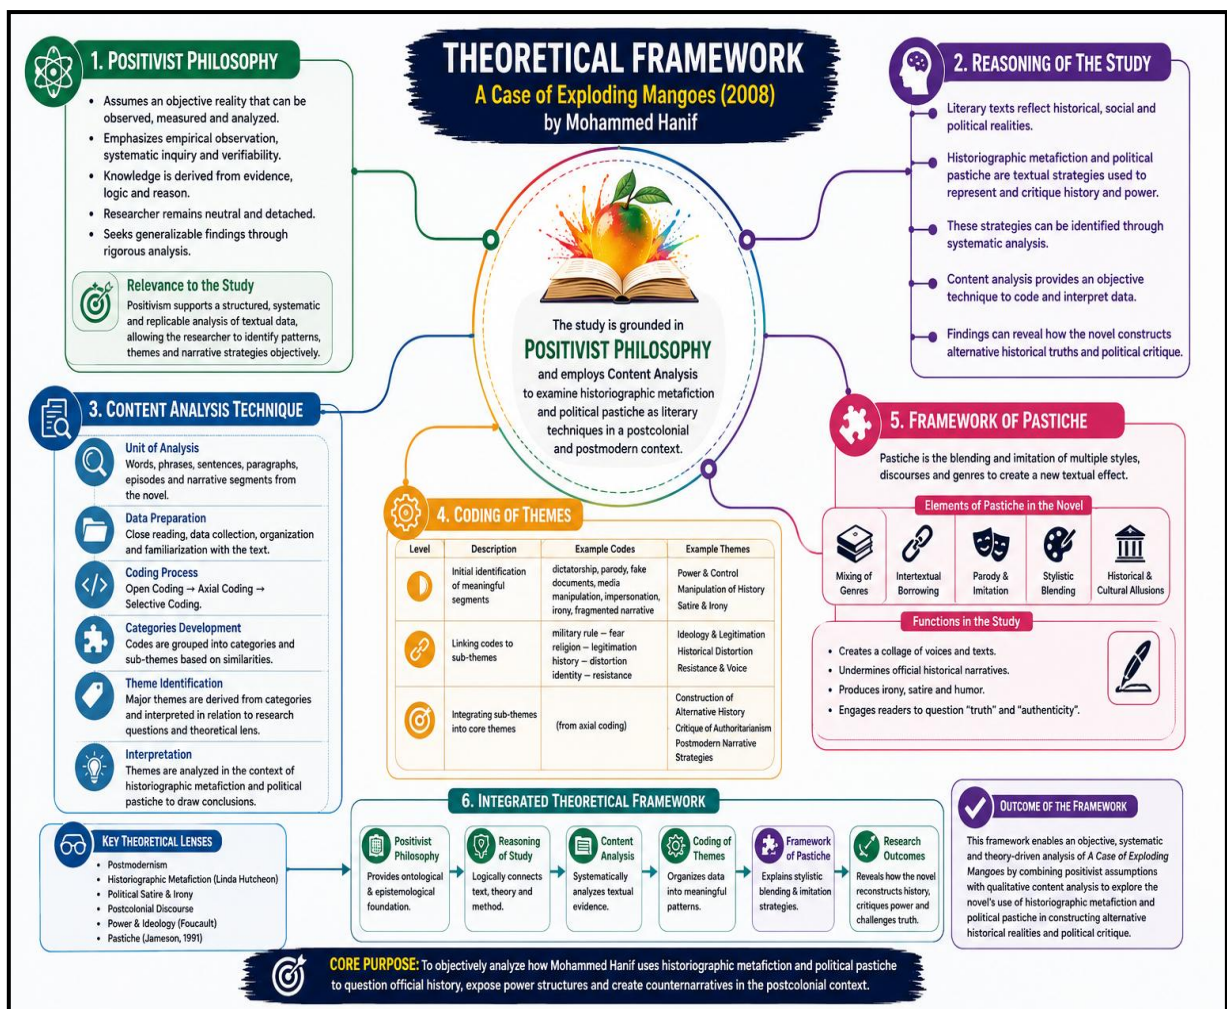 THEORETICAL FRAMEWORK
A Case of Exploding Mangoes (2008)
by Mohammed Hanif
1. POSITIVIST PHILOSOPHY
• Assumes an objective reality that can be
observed, measured and analyzed.
• Emphasizes empirical observation,
systematic inquiry and verifiability.
• Knowledge is derived from evidence,
logic and reason.
• Researcher remains neutral and detached.
• Seeks generalizable findings through
rigorous analysis.
Relevance to the Study
Positivism supports a structured, systematic
and replicable analysis of textual data,
allowing the researcher to identify patterns,
themes and narrative strategies objectively.
The study is grounded in
POSITIVIST PHILOSOPHY
and employs Content Analysis
to examine historiographic metafiction
and political pastiche as literary
techniques in a postcolonial
and postmodern context.
2. REASONING OF THE STUDY
Literary texts reflect historical, social and
political realities.
Historiographic metafiction and political
pastiche are textual strategies used to
represent and critique history and power.
These strategies can be identified through
systematic analysis.
Content analysis provides an objective
technique to code and interpret data.
Findings can reveal how the novel constructs
alternative historical truths and political critique.
3. CONTENT ANALYSIS TECHNIQUE
Unit of Analysis
Words, phrases, sentences, paragraphs,
episodes and narrative segments from
the novel.
Data Preparation
Close reading, data collection, organization
and familiarization with the text.
</>
Coding Process
Open Coding → Axial Coding →
Selective Coding.
Categories Development
Codes are grouped into categories and
sub-themes based on similarities.
Theme Identification
Major themes are derived from categories
and interpreted in relation to research
questions and theoretical lens.
Interpretation
Themes are analyzed in the context of
historiographic metafiction and political
pastiche to draw conclusions.
4. CODING OF THEMES
Level Description Example Codes Example Themes
Initial identification
of meaningful
segments
dictatorship, parody, fake
documents, media
manipulation, impersonation,
irony, fragmented narrative
Power & Control
Manipulation of History
Satire & Irony
Linking codes to
sub-themes
military rule – fear
religion – legitimation
history – distortion
identity – resistance
Ideology & Legitimation
Historical Distortion
Resistance & Voice
Integrating sub-themes
into core themes
(from axial coding)
Construction of
Alternative History
Critique of Authoritarianism
Postmodern Narrative
Strategies
5. FRAMEWORK OF PASTICHE
Pastiche is the blending and imitation of multiple styles,
discourses and genres to create a new textual effect.
Elements of Pastiche in the Novel
Mixing of
Genres
Intertextual
Borrowing
Parody &
Imitation
Stylistic
Blending
Historical &
Cultural Allusions
Functions in the Study
• Creates a collage of voices and texts.
• Undermines official historical narratives.
• Produces irony, satire and humor.
• Engages readers to question "truth" and "authenticity".
KEY THEORETICAL LENSES
• Postmodernism
• Historiographic Metafiction (Linda Hutcheon)
• Political Satire & Irony
• Postcolonial Discourse
• Power & Ideology (Foucault)
• Pastiche (Jameson, 1991)
6. INTEGRATED THEORETICAL FRAMEWORK
Positivist
Philosophy
Provides ontological
& epistemological
foundation.
Reasoning
of Study
Logically connects
text, theory and
method.
Content
Analysis
Systematically
analyzes textual
evidence.
Coding of
Themes
Organizes data
into meaningful
patterns.
Framework
of Pastiche
Explains stylistic
blending & imitation
strategies.
Research
Outcomes
Reveals how the novel
reconstructs history,
critiques power and
challenges truth.
OUTCOME OF THE FRAMEWORK
This framework enables an objective, systematic
and theory-driven analysis of A Case of Exploding
Mangoes by combining positivist assumptions
with qualitative content analysis to explore the
novel's use of historiographic metafiction and
political pastiche in constructing alternative
historical realities and political critique.
CORE PURPOSE: To objectively analyze how Mohammed Hanif uses historiographic metafiction and political pastiche
to question official history, expose power structures and create counternarratives in the postcolonial context.